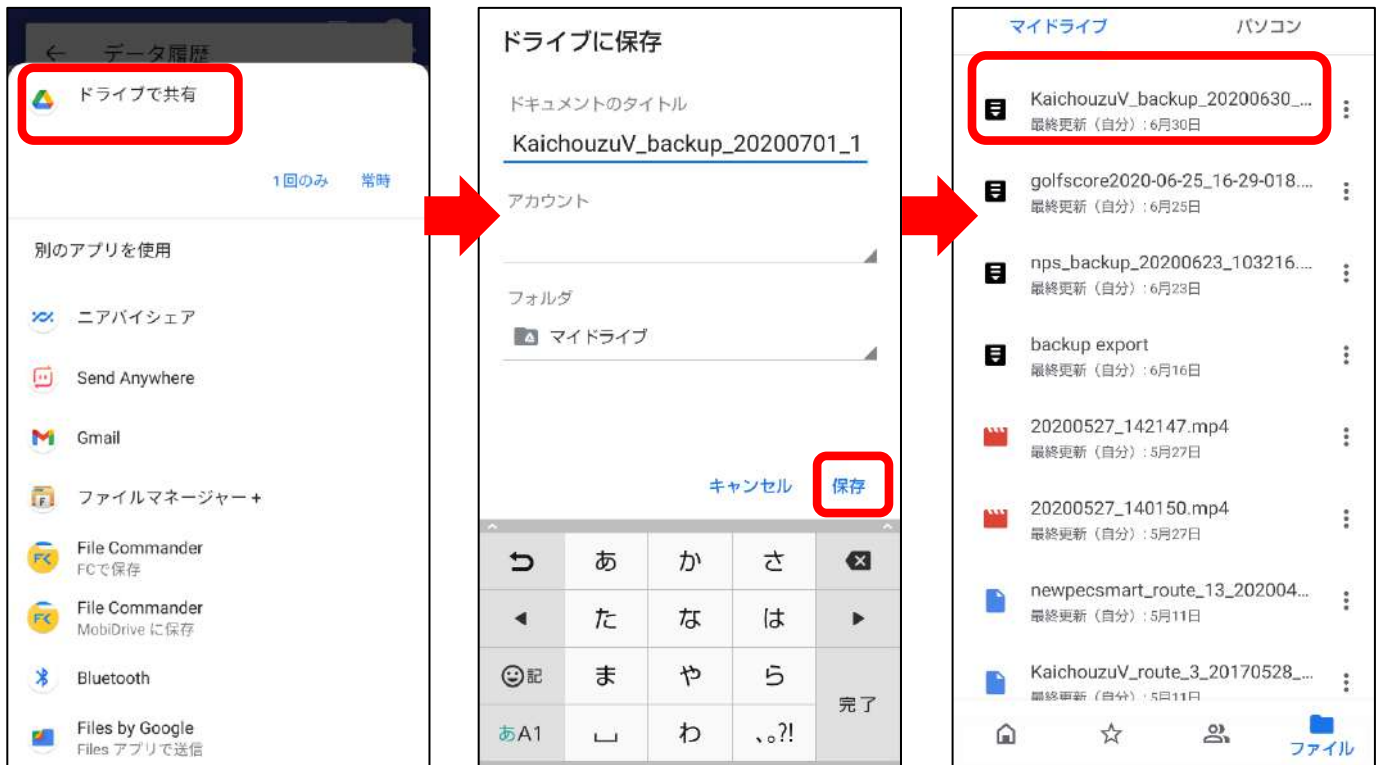 データ履歴
ドライブで共有
1回のみ 常時
別のアプリを使用
ニアバイシェア
Send Anywhere
Gmail
ファイルマネージャー +
File Commander
FCで保存
File Commander
MobiDrive に保存
Bluetooth
Files by Google
Files アプリで送信
ドライブに保存
ドキュメントのタイトル
KaichouzuV_backup_20200701_1
アカウント
フォルダ
マイドライブ
キャンセル 保存
あ か さ
た な は
記 ま や ら
完了
あA1 わ 、。?!
マイドライブ パソコン
KaichouzuV_backup_20200630_...
最終更新（自分）: 6月30日
golfscore2020-06-25_16-29-018....
最終更新（自分）: 6月25日
nps_backup_20200623_103216....
最終更新（自分）: 6月23日
backup export
最終更新（自分）: 6月16日
20200527_142147.mp4
最終更新（自分）: 5月27日
20200527_140150.mp4
最終更新（自分）: 5月27日
newpecsmart_route_13_202004...
最終更新（自分）: 5月11日
KaichouzuV_route_3_20170528_...
最終更新（自分）: 5月11日
ファイル